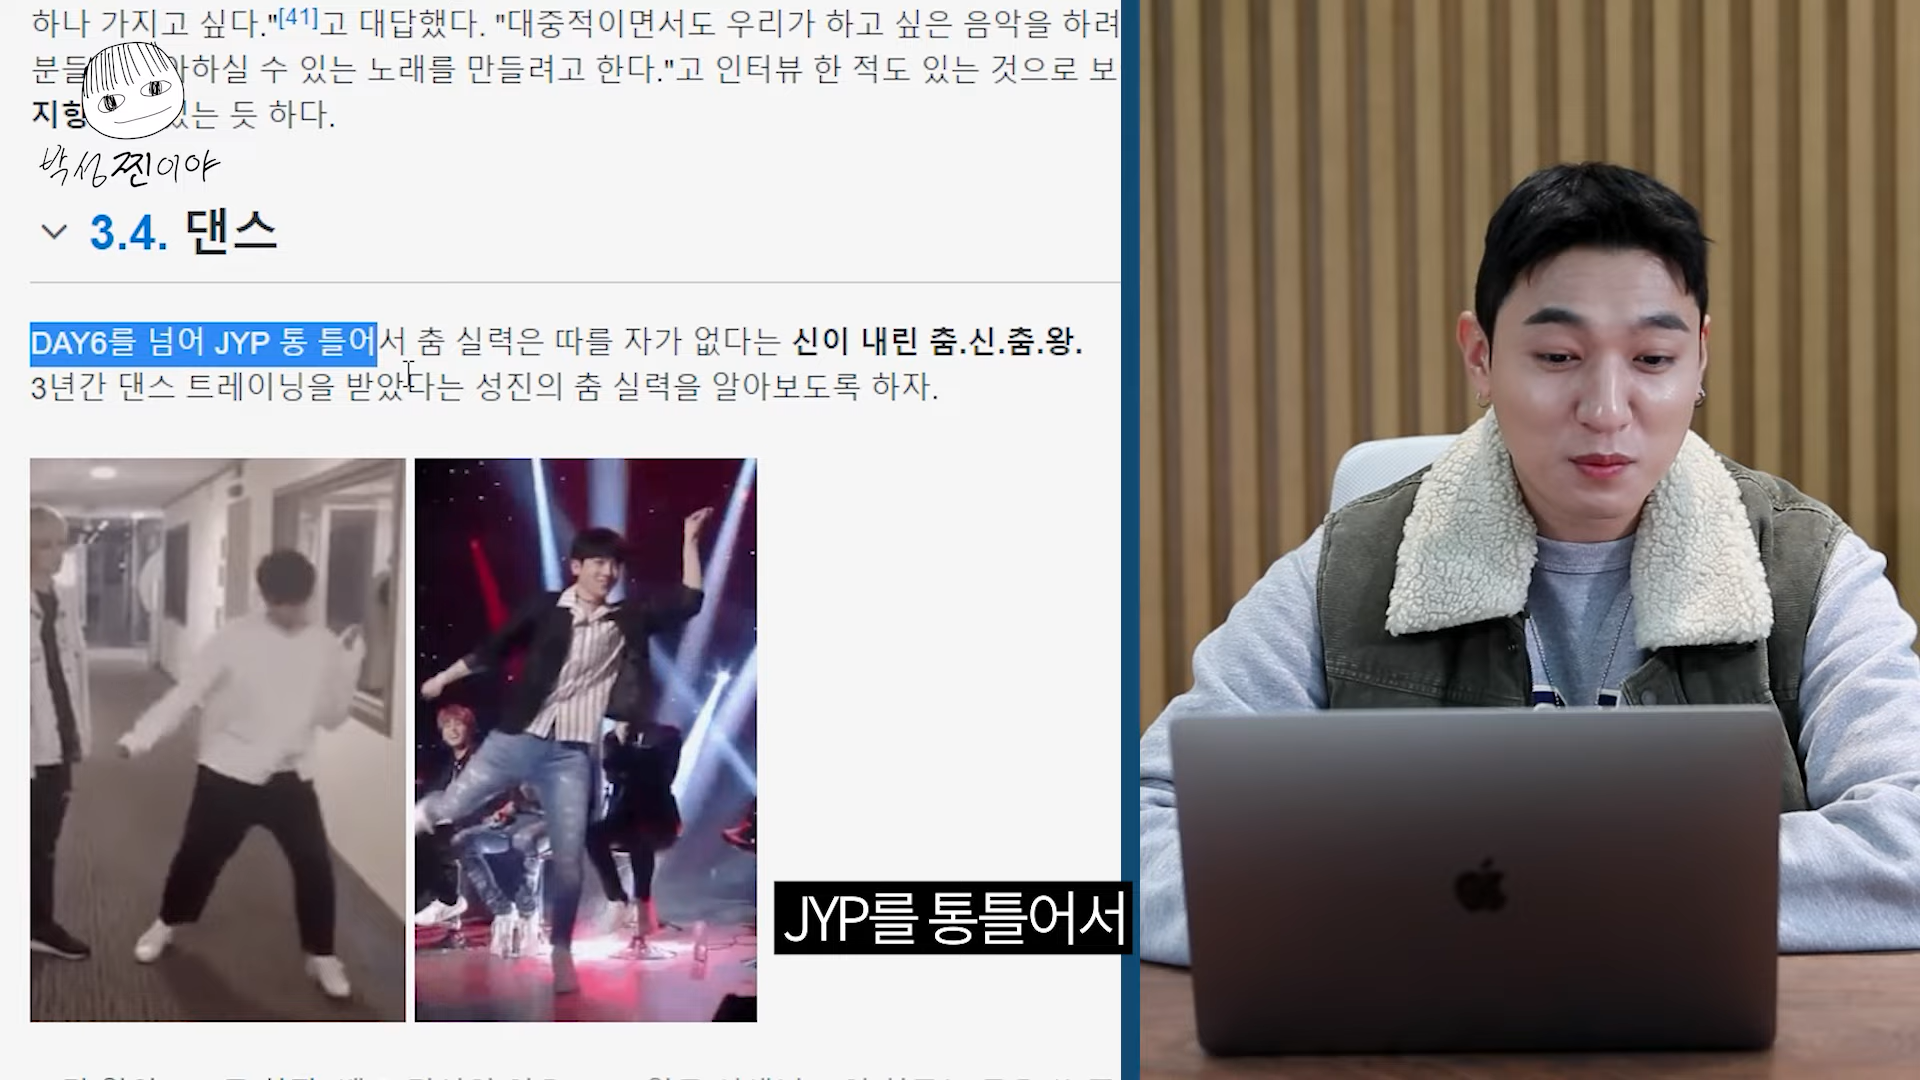 하나 가지고 싶다."[41]고 대답했다. "대중적이면서도 우리가 하고 싶은 음악을 하려
분들 아하실 수 있는 노래를 만들려고 한다."고 인터뷰 한 적도 있는 것으로 보
지향 있는 듯 하다.
박성찐이야
3.4. 댄스
DAY6를 넘어 JYP 통 틀어서 춤 실력은 따를 자가 없다는 신이 내린 춤.신.춤.왕.
3년간 댄스 트레이닝을 받았다는 성진의 춤 실력을 알아보도록 하자.
JYP를 통틀어서